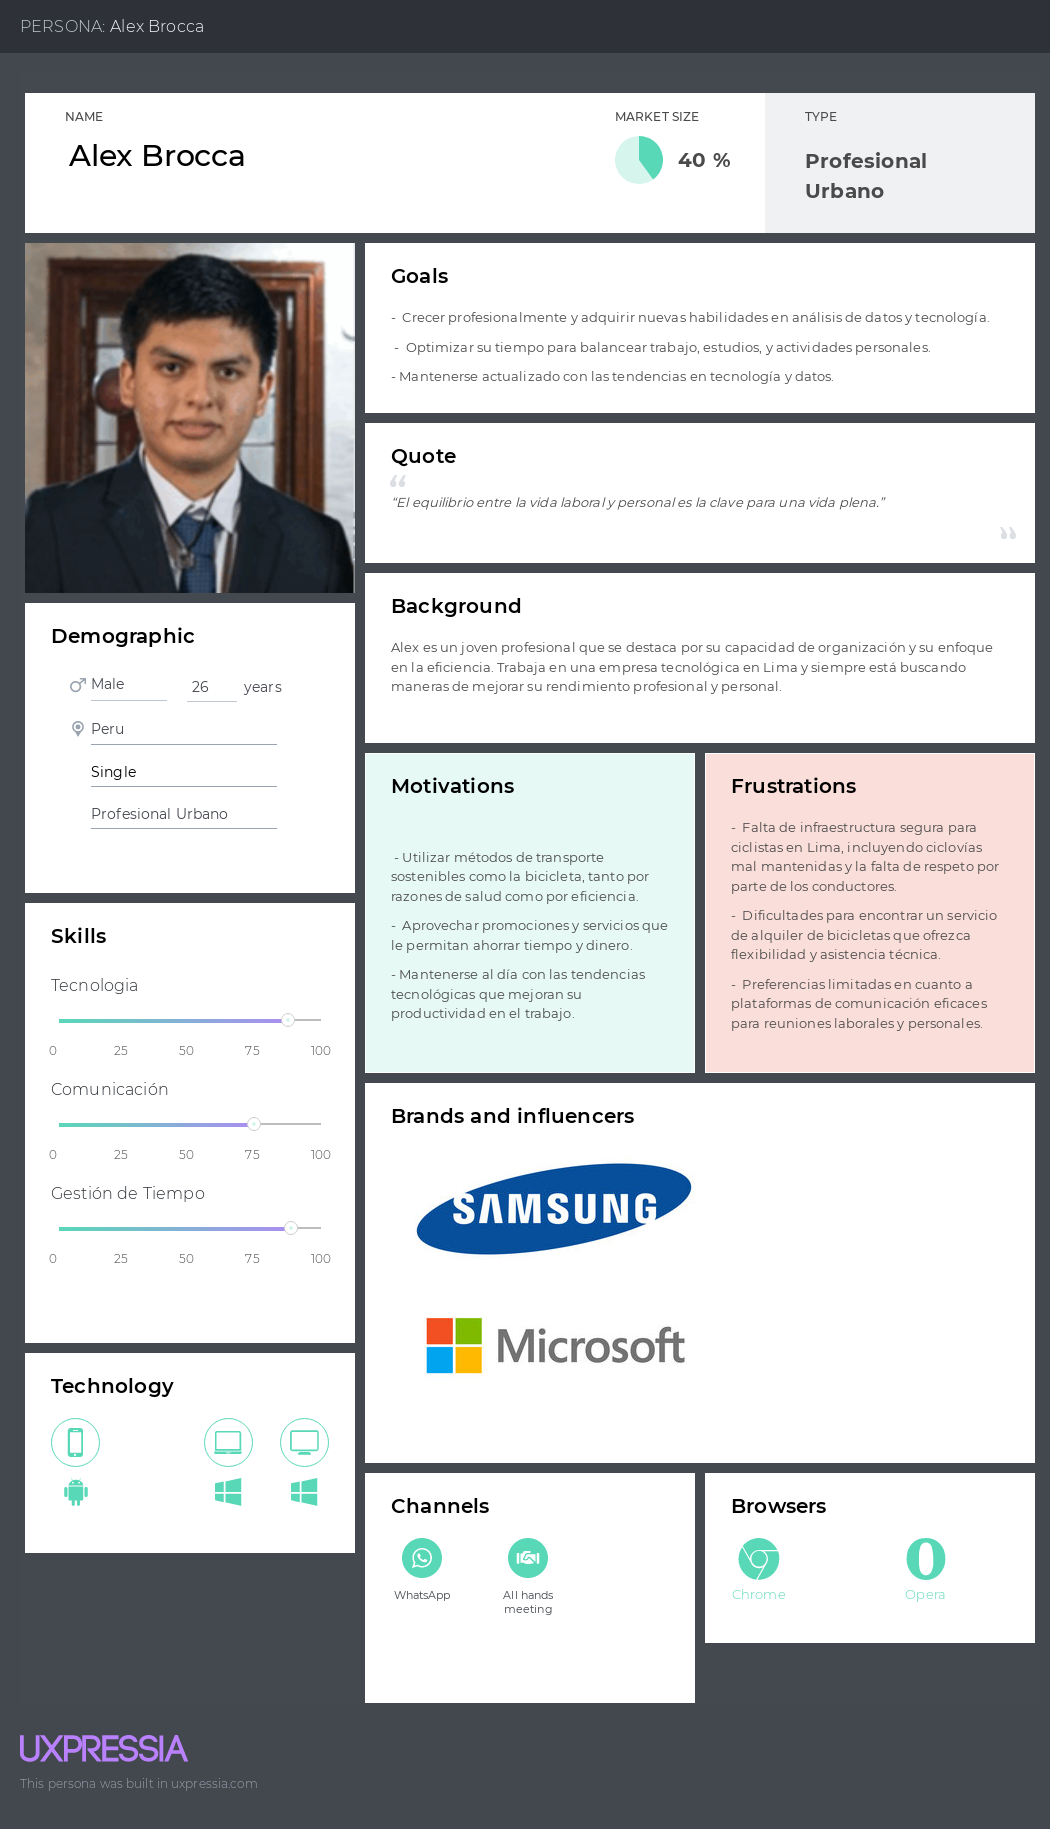 PERSONA: Alex Brocca
NAME
Alex Brocca
MARKET SIZE
40 %
TYPE
Profesional
Urbano
Goals
- Crecer profesionalmente y adquirir nuevas habilidades en análisis de datos y tecnología.
- Optimizar su tiempo para balancear trabajo, estudios, y actividades personales.
- Mantenerse actualizado con las tendencias en tecnología y datos.
Quote
“El equilibrio entre la vida laboral y personal es la clave para una vida plena.”
Background
Alex es un joven profesional que se destaca por su capacidad de organización y su enfoque
en la eficiencia. Trabaja en una empresa tecnológica en Lima y siempre está buscando
maneras de mejorar su rendimiento profesional y personal.
Demographic
Male
26 years
Peru
Single
Profesional Urbano
Motivations
- Utilizar métodos de transporte
sostenibles como la bicicleta, tanto por
razones de salud como por eficiencia.
- Aprovechar promociones y servicios que
le permitan ahorrar tiempo y dinero.
- Mantenerse al día con las tendencias
tecnológicas que mejoran su
productividad en el trabajo.
Frustrations
- Falta de infraestructura segura para
ciclistas en Lima, incluyendo ciclovías
mal mantenidas y la falta de respeto por
parte de los conductores.
- Dificultades para encontrar un servicio
de alquiler de bicicletas que ofrezca
flexibilidad y asistencia técnica.
- Preferencias limitadas en cuanto a
plataformas de comunicación eficaces
para reuniones laborales y personales.
Skills
Tecnologia
0 25 50 75 100
Comunicación
0 25 50 75 100
Gestión de Tiempo
0 25 50 75 100
Brands and influencers
SAMSUNG
Microsoft
Technology
Channels
WhatsApp
All hands
meeting
Browsers
Chrome
Opera
UXPRESSIA
This persona was built in uxpressia.com